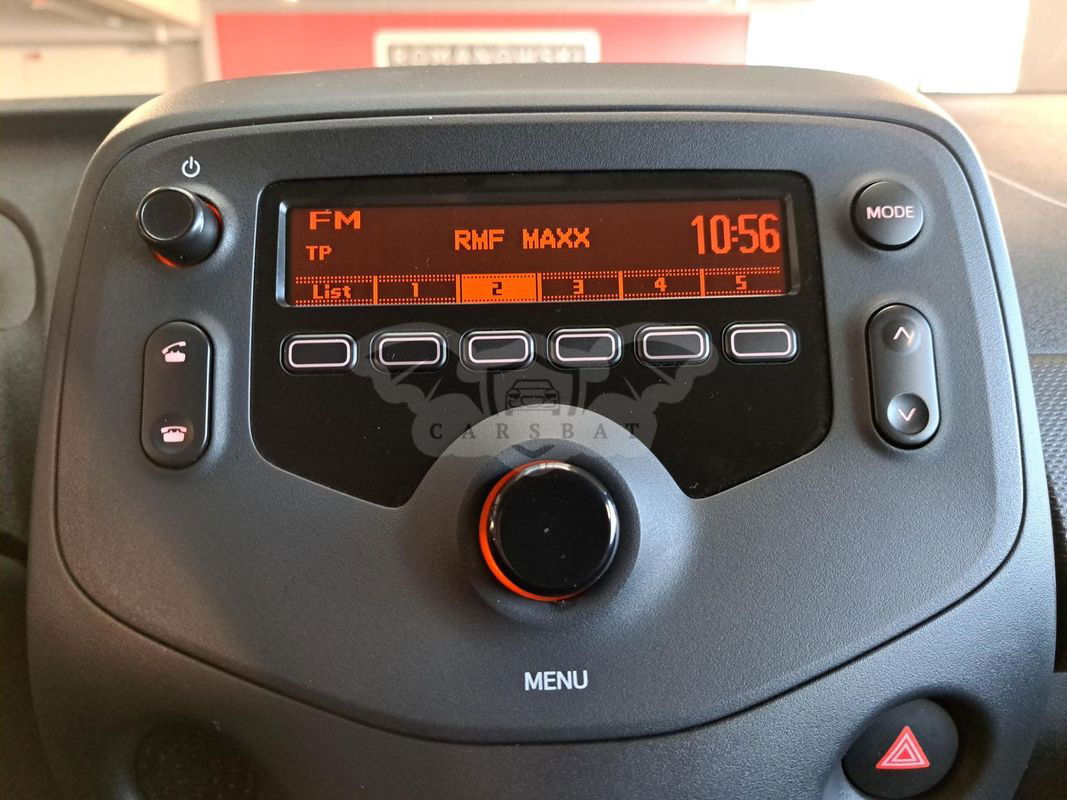 FM
TP
RMF MAXX
10:56
List 1 2 3 4 5
MODE
CARSBAT
MENU